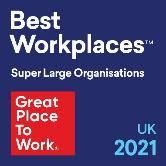 Best
Workplaces™
Super Large Organisations
Great
Place
To
Work®
UK
2021